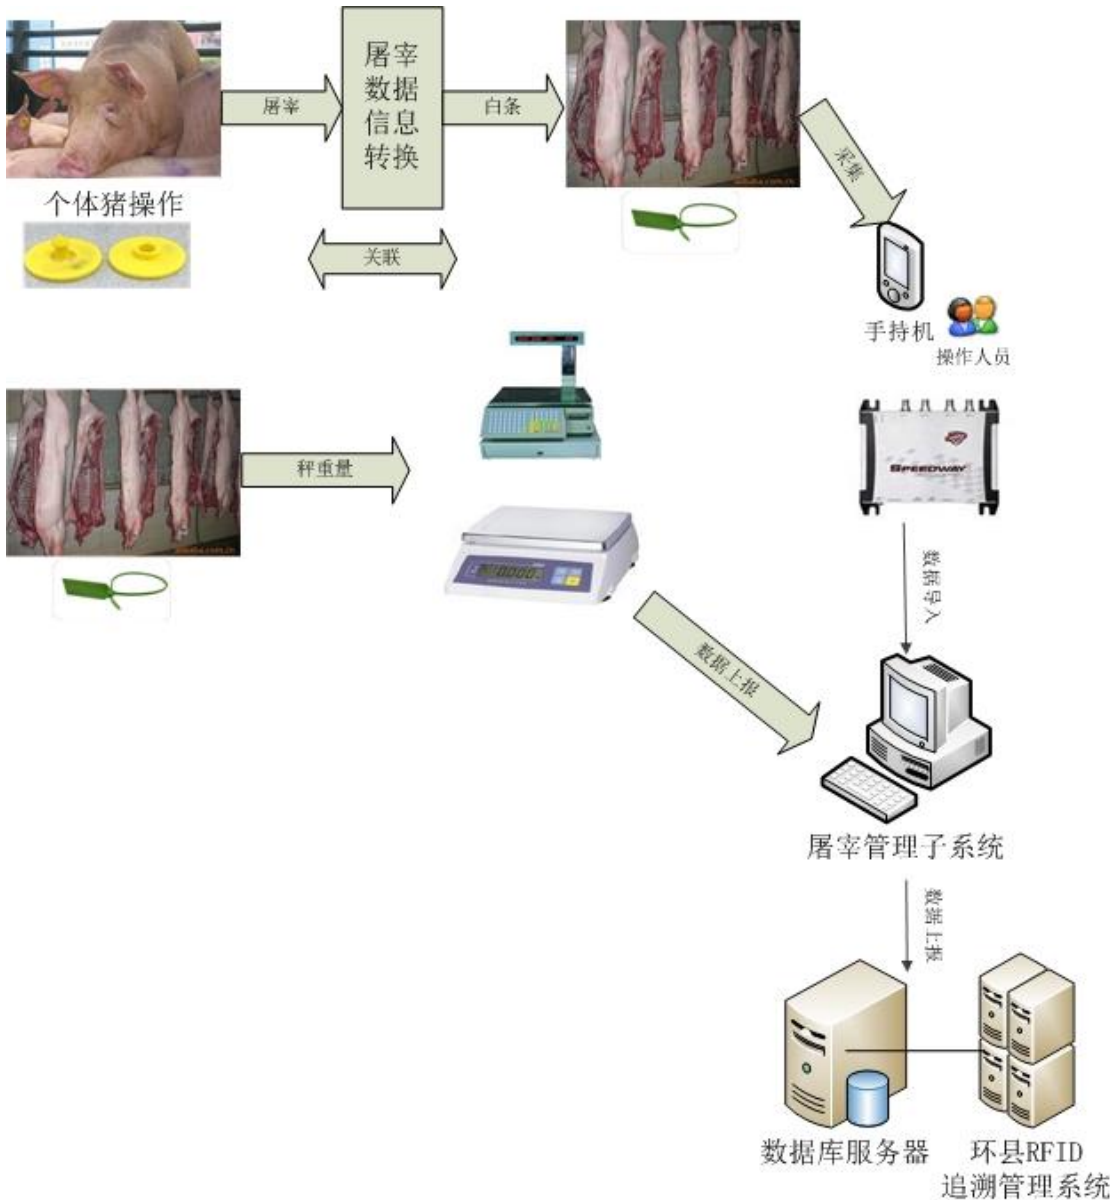 屠宰
数据
信息
转换
屠宰
白条
采集
个体猪操作
关联
手持机
操作人员
秤重量
SPEEDWAY
数据导入
数据上报
屠宰管理子系统
数据上报
数据库服务器
环县RFID
追溯管理系统